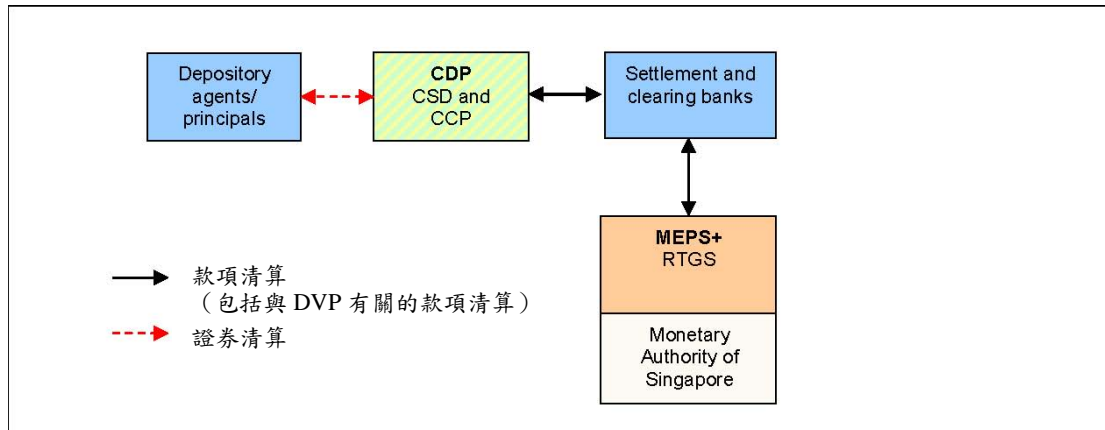 Depository
agents/
principals
CDP
CSD and
CCP
Settlement and
clearing banks
MEPS+
RTGS
Monetary
Authority of
Singapore
款項清算
（包括與 DVP 有關的款項清算）
證券清算